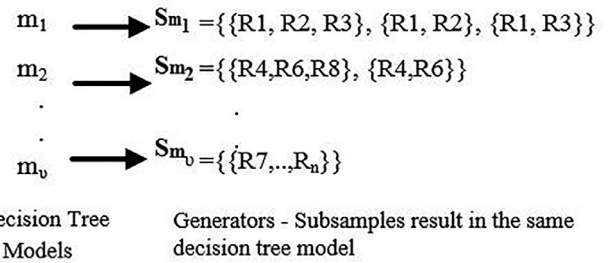 m1 Sm1 ={{R1, R2, R3}, {R1, R2}, {R1, R3}}
m2 Sm2 ={{R4,R6,R8}, {R4,R6}}
. .
. .
mυ Smυ ={{R7,..,Rn}}
ecision Tree Generators - Subsamples result in the same
Models decision tree model